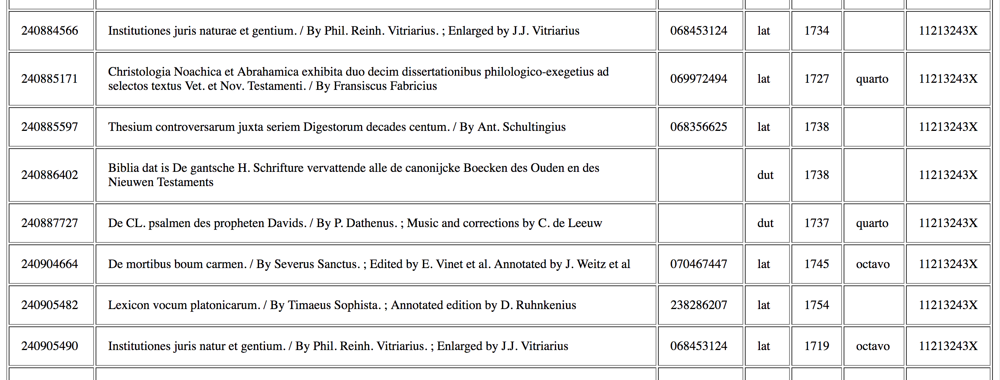 240884566 Institutiones juris naturae et gentium. / By Phil. Reinh. Vitriarius. ; Enlarged by J.J. Vitriarius 068453124 lat 1734 11213243X
Christologia Noachica et Abrahamica exhibita duo decim dissertationibus philologico-exegetius ad
240885171 069972494 lat 1727 quarto 11213243X
selectos textus Vet. et Nov. Testamenti. / By Fransiscus Fabricius
240885597 Thesium controversarum juxta seriem Digestorum decades centum. / By Ant. Schultingius 068356625 lat 1738 11213243X
Biblia dat is De gantsche H. Schrifture vervattende alle de canonijcke Boecken des Ouden en des
240886402 dut 1738 11213243X
Nieuwen Testaments
240887727 De CL. psalmen des propheten Davids. / By P. Dathenus. ; Music and corrections by C. de Leeuw dut 1737 quarto 11213243X
240904664 De mortibus boum carmen. / By Severus Sanctus. ; Edited by E. Vinet et al. Annotated by J. Weitz et al 070467447 lat 1745 octavo 11213243X
240905482 Lexicon vocum platonicarum. / By Timaeus Sophista. ; Annotated edition by D. Ruhnkenius 238286207 lat 1754 11213243X
240905490 Institutiones juris natur et gentium. / By Phil. Reinh. Vitriarius. ; Enlarged by J.J. Vitriarius 068453124 lat 1719 octavo 11213243X